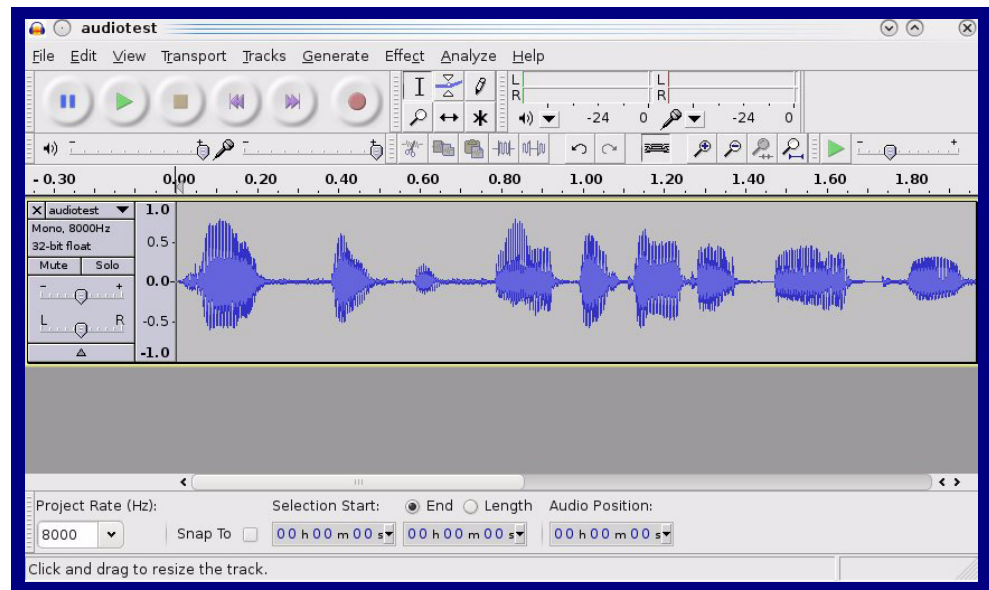 audiotest
File Edit View Transport Tracks Generate Effect Analyze Help
L
R
L
R
-24 0 -24 0
- 0.30 0.00 0.20 0.40 0.60 0.80 1.00 1.20 1.40 1.60 1.80
X audiotest 1.0
Mono, 8000Hz
32-bit float 0.5
Mute Solo
- + 0.0
L R -0.5
-1.0
Project Rate (Hz): Selection Start: End Length Audio Position:
8000 Snap To 00 h 00 m 00 s 00 h 00 m 00 s 00 h 00 m 00 s
Click and drag to resize the track.